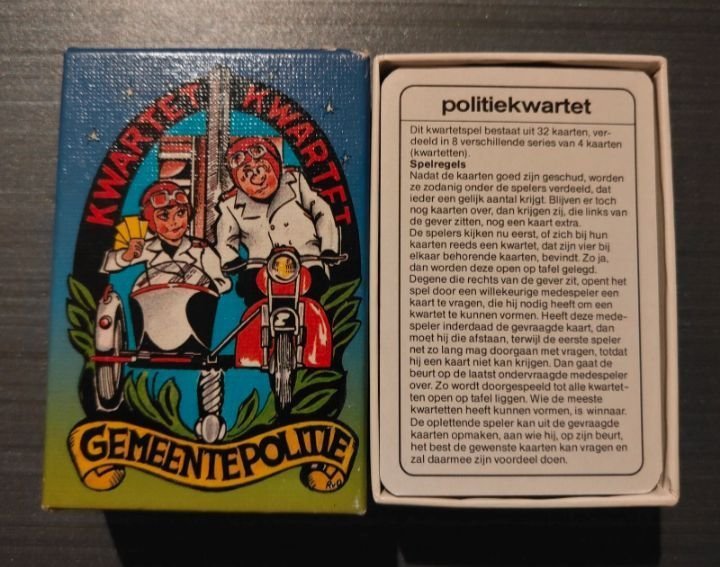 KWARTET KWARTET
GEMEENTEPOLITIE
RVO
politiekwartet
Dit kwartetspel bestaat uit 32 kaarten, ver-
deeld in 8 verschillende series van 4 kaarten
(kwartetten).
Spelregels
Nadat de kaarten goed zijn geschud, worden
ze zodanig onder de spelers verdeeld, dat
ieder een gelijk aantal krijgt. Blijven er toch
nog kaarten over, dan krijgen zij, die links van
de gever zitten, nog een kaart extra.
De spelers kijken nu eerst, of zich bij hun
kaarten reeds een kwartet, dat zijn vier bij
elkaar behorende kaarten, bevindt. Zo ja,
dan worden deze open op tafel gelegd.
Degene die rechts van de gever zit, opent het
spel door een willekeurige medespeler een
kaart te vragen, die hij nodig heeft om een
kwartet te kunnen vormen. Heeft deze mede-
speler inderdaad de gevraagde kaart, dan
moet hij die afstaan, terwijl de eerste speler
net zo lang mag doorgaan met vragen, totdat
hij een kaart niet kan krijgen. Dan gaat de
beurt op de laatst ondervraagde medespeler
over. Zo wordt doorgespeeld tot alle kwartet-
ten open op tafel liggen. Wie de meeste
kwartetten heeft kunnen vormen, is winnaar.
De oplettende speler kan uit de gevraagde
kaarten opmaken, aan wie hij, op zijn beurt,
het best de gewenste kaarten kan vragen en
zal daarmee zijn voordeel doen.